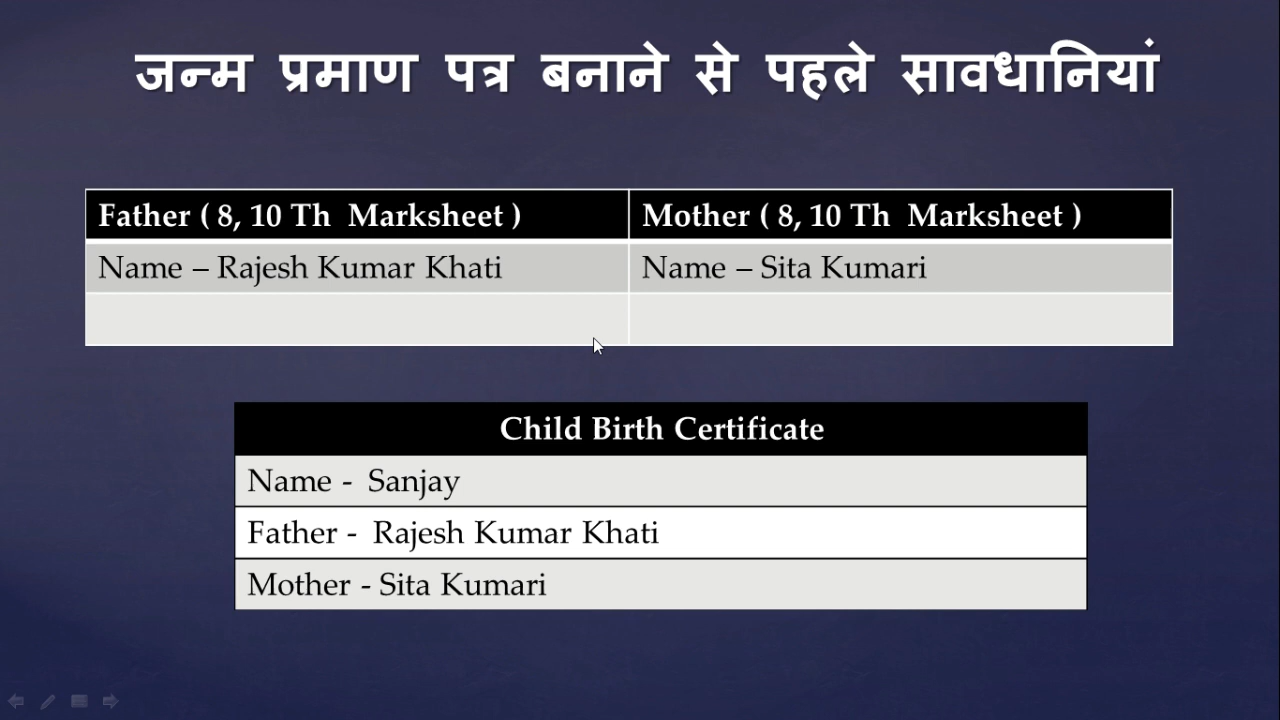 जन्म प्रमाण पत्र बनाने से पहले सावधानियां
Father ( 8, 10 Th Marksheet )
Mother ( 8, 10 Th Marksheet )
Name – Rajesh Kumar Khati
Name – Sita Kumari
Child Birth Certificate
Name - Sanjay
Father - Rajesh Kumar Khati
Mother - Sita Kumari